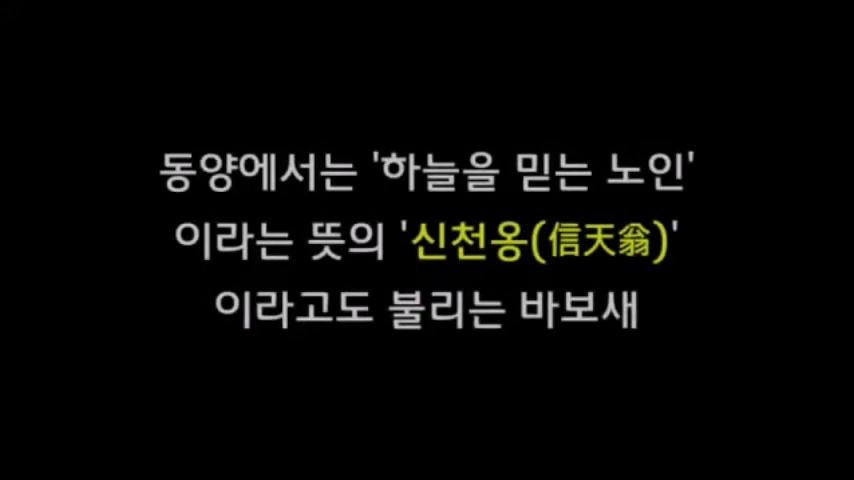 동양에서는 '하늘을 믿는 노인'
이라는 뜻의 '신천옹(信天翁)'
이라고도 불리는 바보새